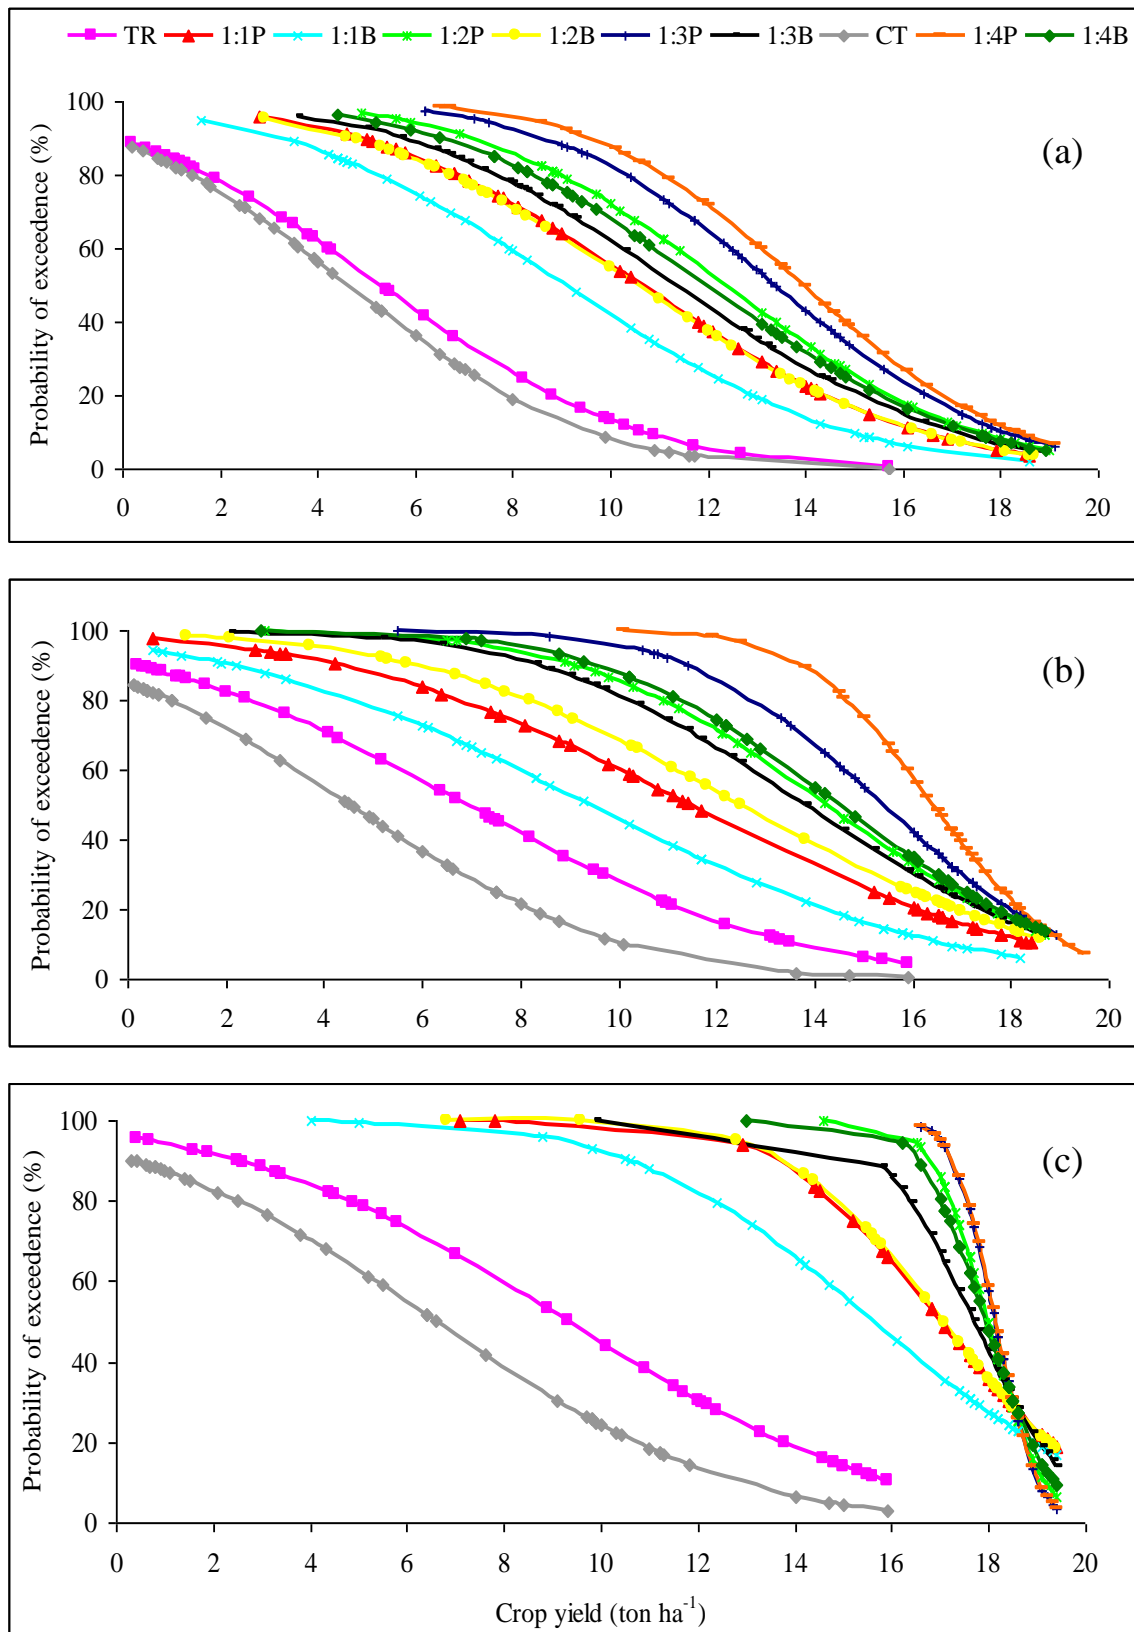 TR 1:1P 1:1B 1:2P 1:2B 1:3P 1:3B CT 1:4P 1:4B
100
80
60
40
20
0
Probability of exceedence (%)
(a)
0 2 4 6 8 10 12 14 16 18 20
100
80
60
40
20
0
Probability of exceedence (%)
(b)
0 2 4 6 8 10 12 14 16 18 20
100
80
60
40
20
0
Probability of exceedence (%)
(c)
0 2 4 6 8 10 12 14 16 18 20
Crop yield (ton ha⁻¹)